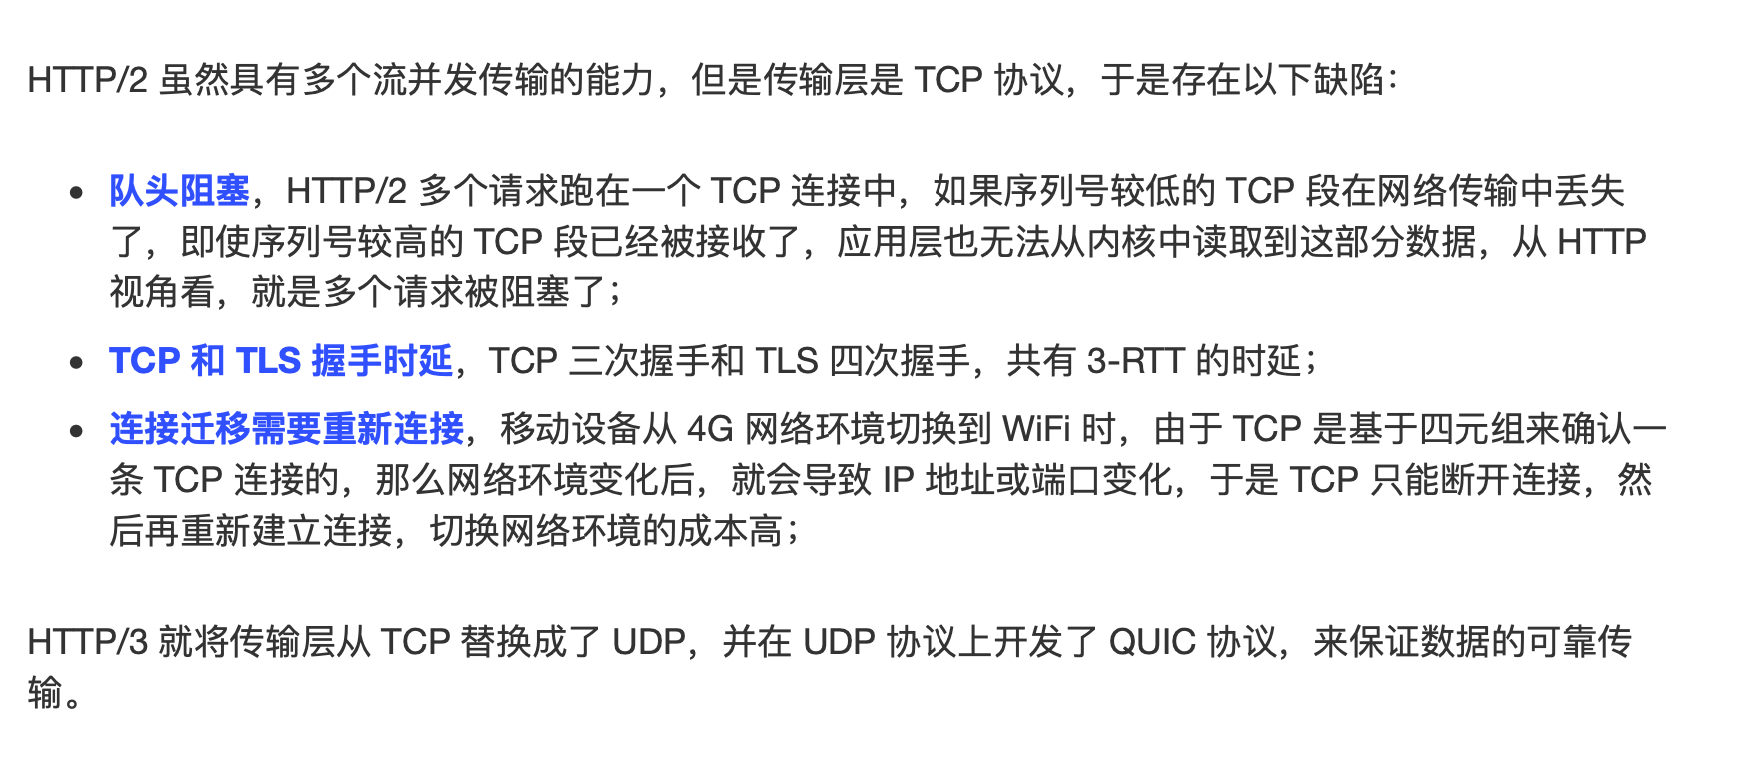 HTTP/2 虽然具有多个流并发传输的能力，但是传输层是 TCP 协议，于是存在以下缺陷：
• 队头阻塞，HTTP/2 多个请求跑在一个 TCP 连接中，如果序列号较低的 TCP 段在网络传输中丢失
了，即使序列号较高的 TCP 段已经被接收了，应用层也无法从内核中读取到这部分数据，从 HTTP
视角看，就是多个请求被阻塞了；
• TCP 和 TLS 握手时延，TCP 三次握手和 TLS 四次握手，共有 3-RTT 的时延；
• 连接迁移需要重新连接，移动设备从 4G 网络环境切换到 WiFi 时，由于 TCP 是基于四元组来确认一
条 TCP 连接的，那么网络环境变化后，就会导致 IP 地址或端口变化，于是 TCP 只能断开连接，然
后再重新建立连接，切换网络环境的成本高；
HTTP/3 就将传输层从 TCP 替换成了 UDP，并在 UDP 协议上开发了 QUIC 协议，来保证数据的可靠传
输。